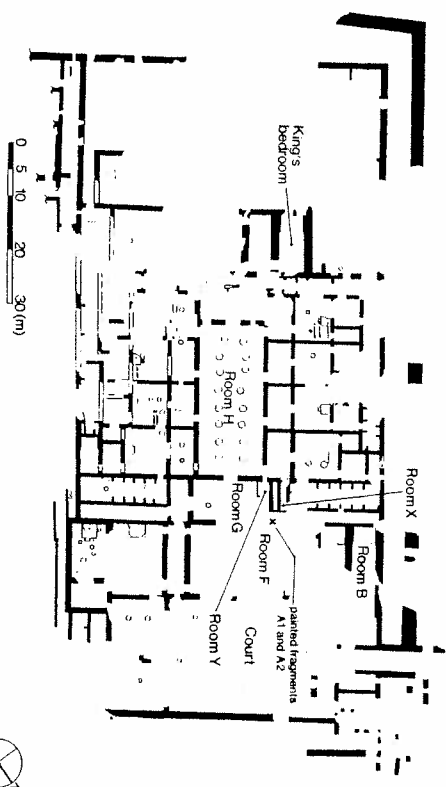 King's
bedroom
Room H
Room X
Room B
Room G
Room F
Room Y
Court
painted fragments
A1 and A2
0 5 10 20 30 (m)